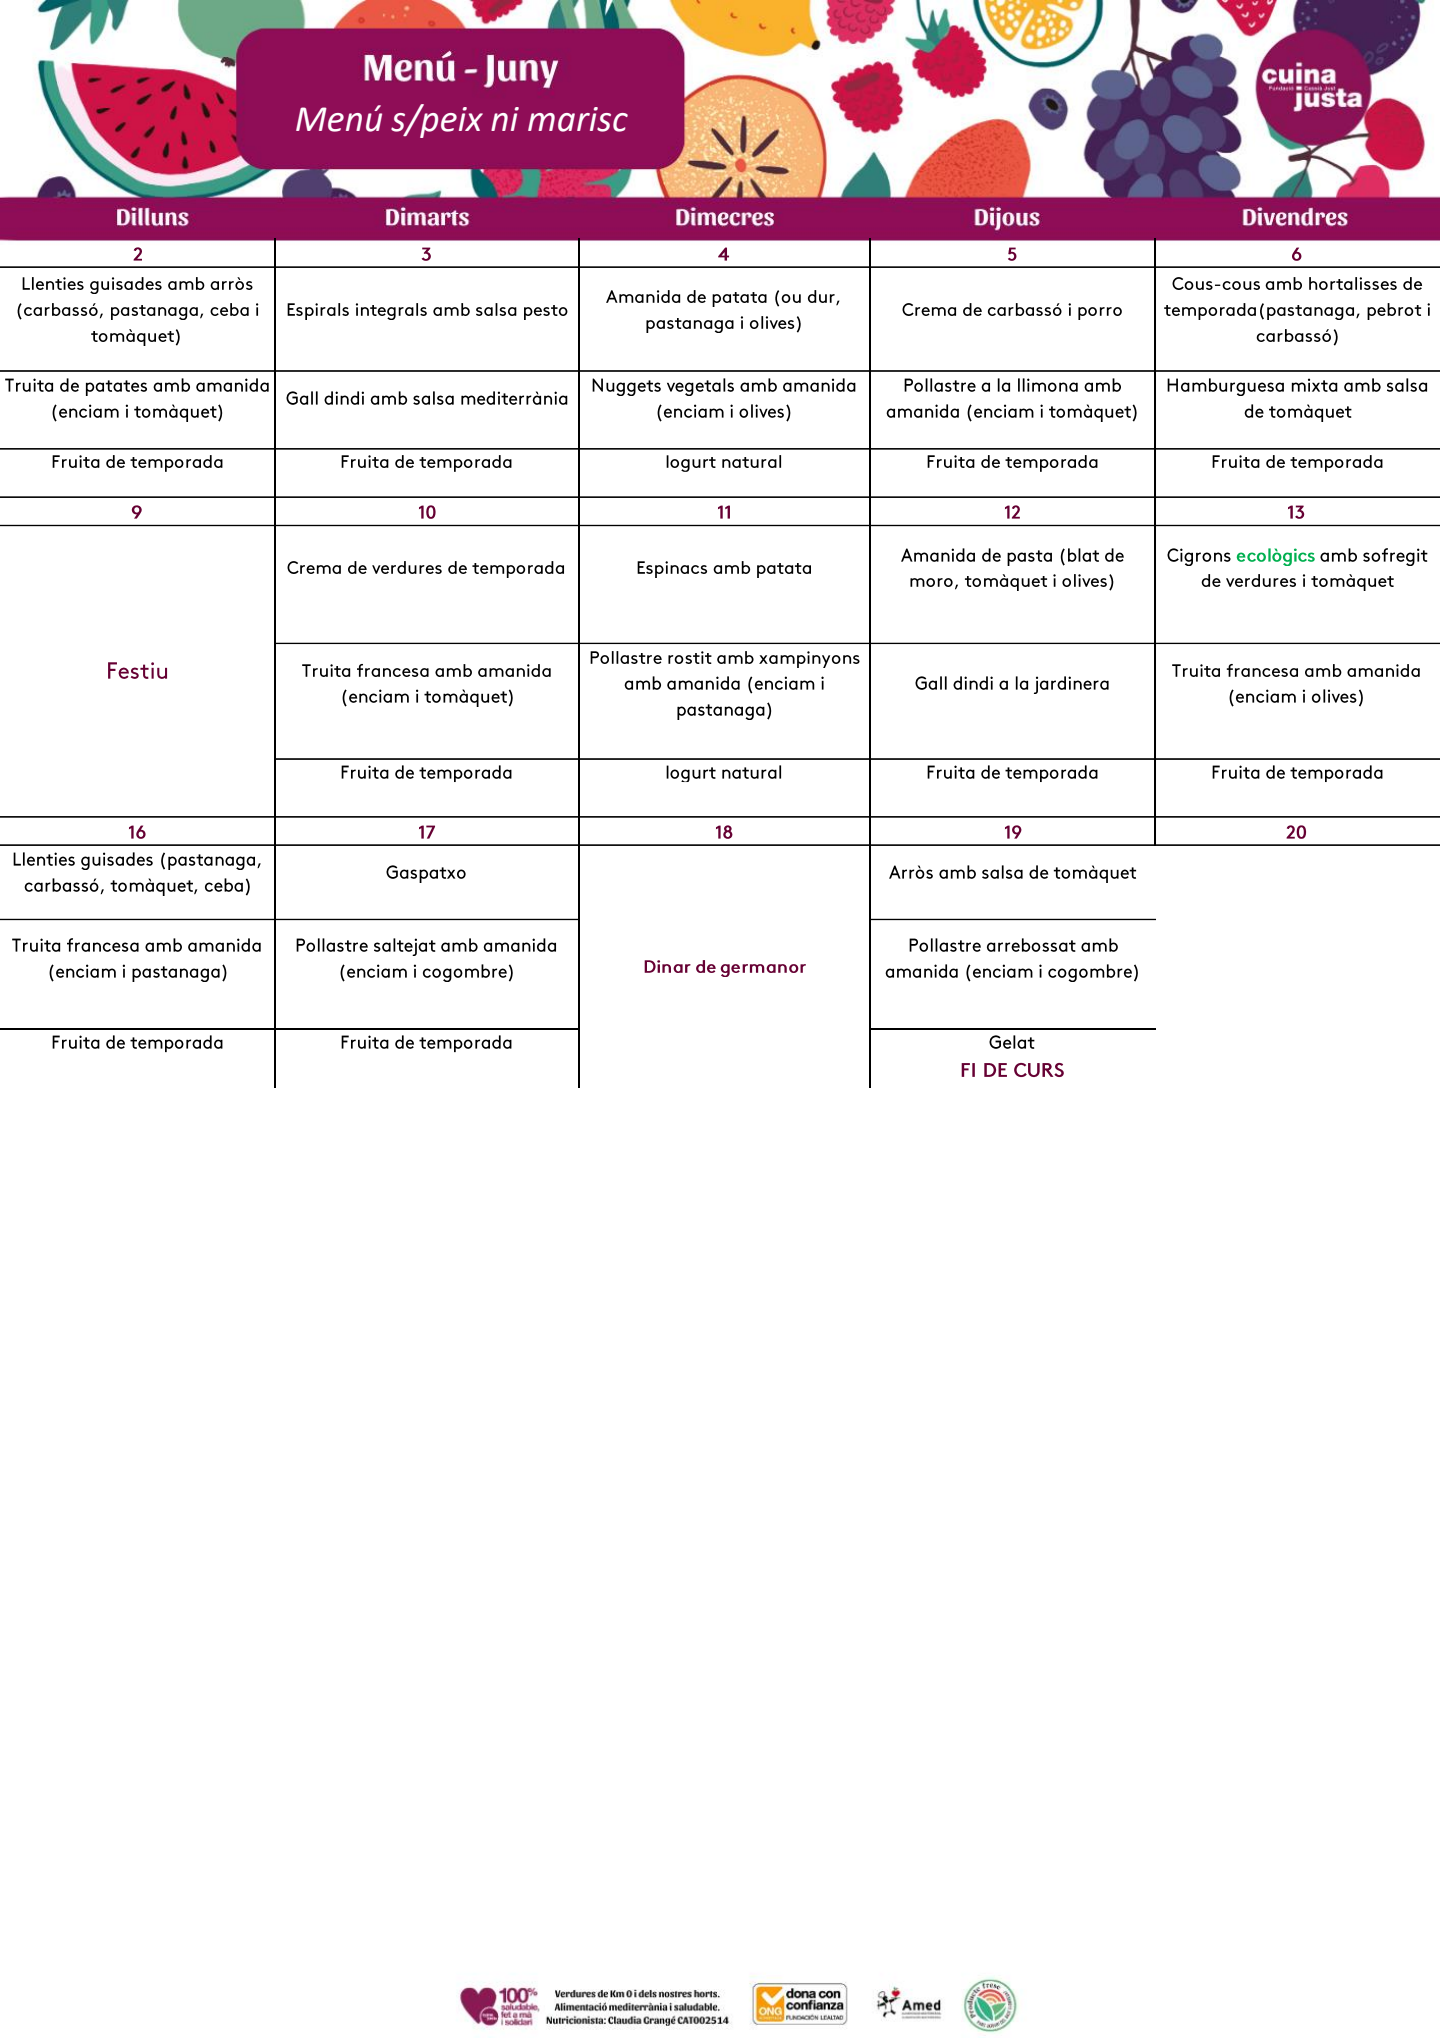 Menú - Juny
Menú s/peix ni marisc
cuina
Fundació Cassià Just
justa
Dilluns Dimarts Dimecres Dijous Divendres
2 3 4 5 6
Llenties guisades amb arròs
(carbassó, pastanaga, ceba i
tomàquet)
Espirals integrals amb salsa pesto
Amanida de patata (ou dur,
pastanaga i olives)
Crema de carbassó i porro
Cous-cous amb hortalisses de
temporada(pastanaga, pebrot i
carbassó)
Truita de patates amb amanida
(enciam i tomàquet)
Gall dindi amb salsa mediterrània
Nuggets vegetals amb amanida
(enciam i olives)
Pollastre a la llimona amb
amanida (enciam i tomàquet)
Hamburguesa mixta amb salsa
de tomàquet
Fruita de temporada
Fruita de temporada
Iogurt natural
Fruita de temporada
Fruita de temporada
9 10 11 12 13
Festiu
Crema de verdures de temporada
Espinacs amb patata
Amanida de pasta (blat de
moro, tomàquet i olives)
Cigrons ecològics amb sofregit
de verdures i tomàquet
Truita francesa amb amanida
(enciam i tomàquet)
Pollastre rostit amb xampinyons
amb amanida (enciam i
pastanaga)
Gall dindi a la jardinera
Truita francesa amb amanida
(enciam i olives)
Fruita de temporada
Iogurt natural
Fruita de temporada
Fruita de temporada
16 17 18 19 20
Llenties guisades (pastanaga,
carbassó, tomàquet, ceba)
Gaspatxo
Dinar de germanor
Arròs amb salsa de tomàquet
Truita francesa amb amanida
(enciam i pastanaga)
Pollastre saltejat amb amanida
(enciam i cogombre)
Pollastre arrebossat amb
amanida (enciam i cogombre)
Fruita de temporada
Fruita de temporada
Gelat
FI DE CURS
100%
saludable,
fet a mà
i solidari
Verdures de Km 0 i dels nostres horts.
Alimentació mediterrània i saludable.
Nutricionista: Claudia Grangé CAT002514
ONG
dona con
confianza
FUNDACIÓN LEALTAD
Amed
Producte fresc